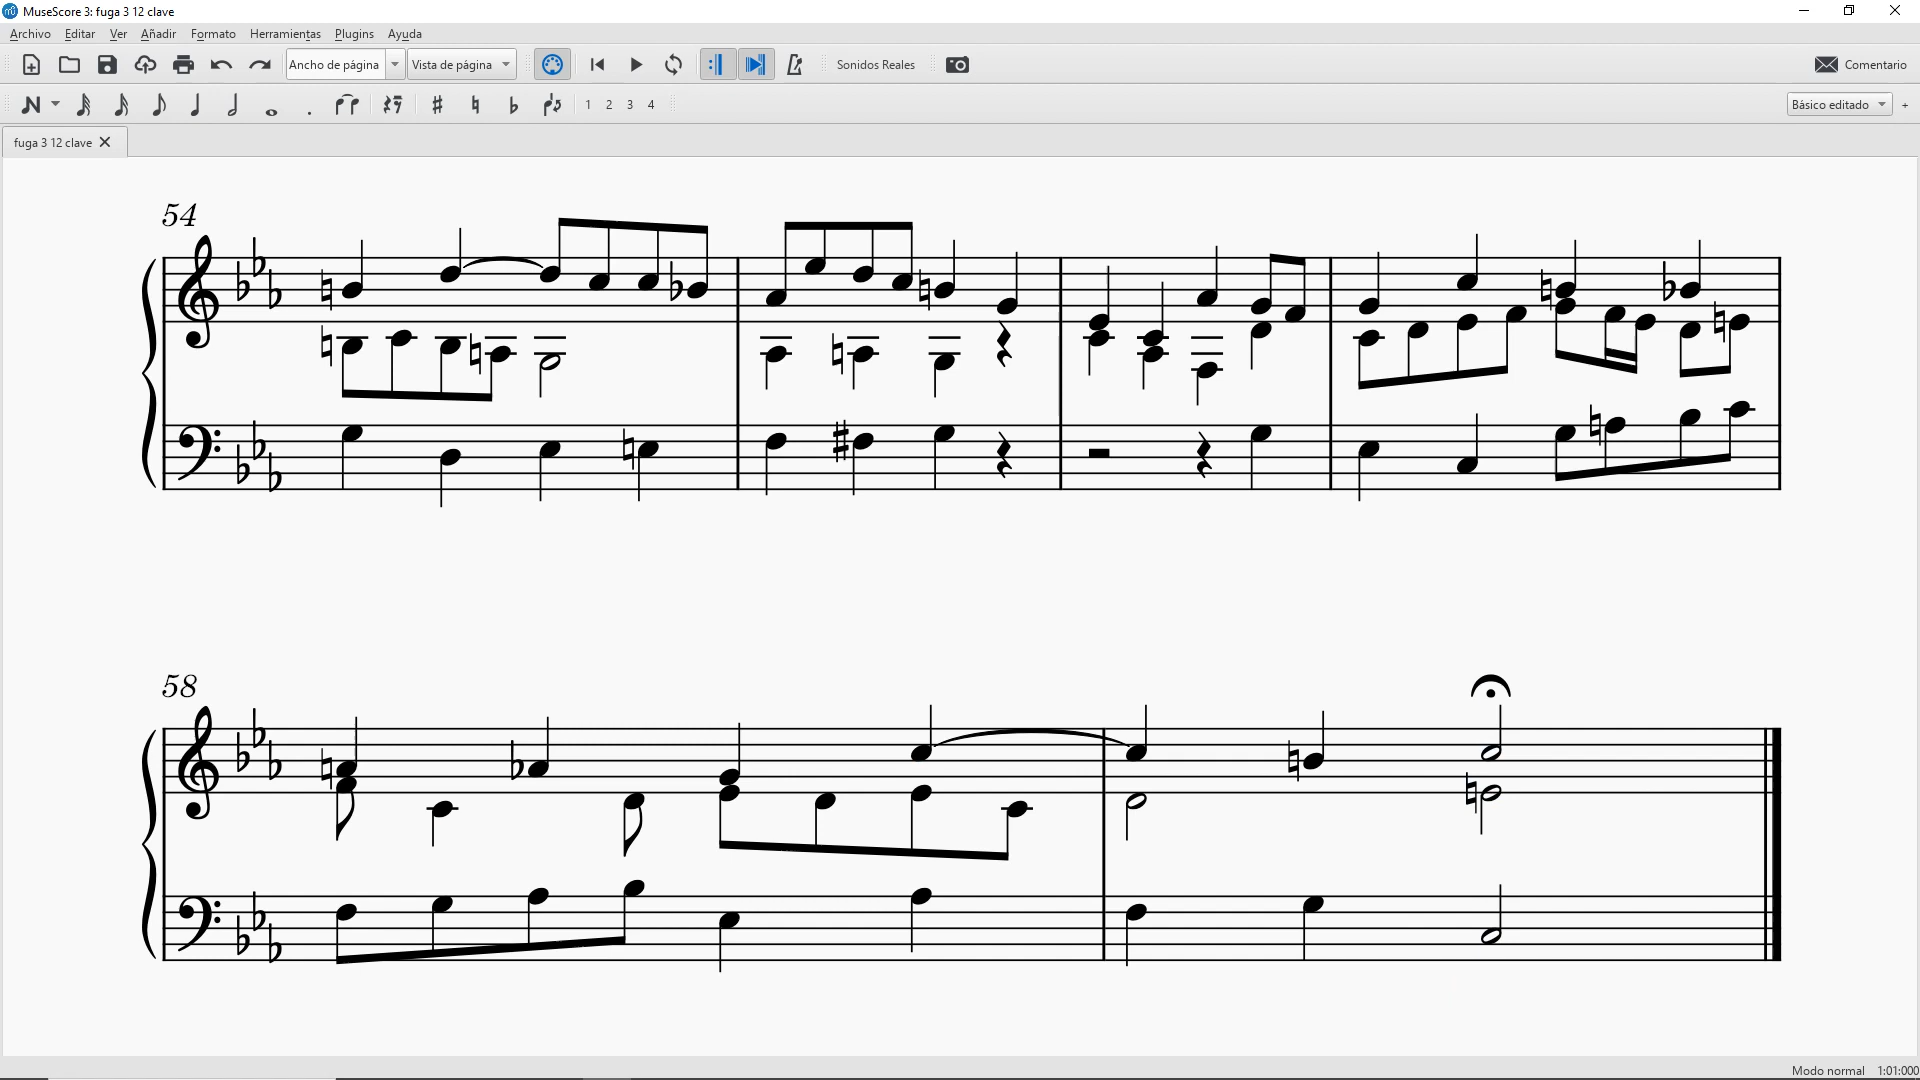 MuseScore 3: fuga 3 12 clave
Archivo Editar Ver Añadir Formato Herramientas Plugins Ayuda
Ancho de página Vista de página Sonidos Reales Comentario
1 2 3 4 Básico editado +
fuga 3 12 clave
54
58
Modo normal 1:01:000